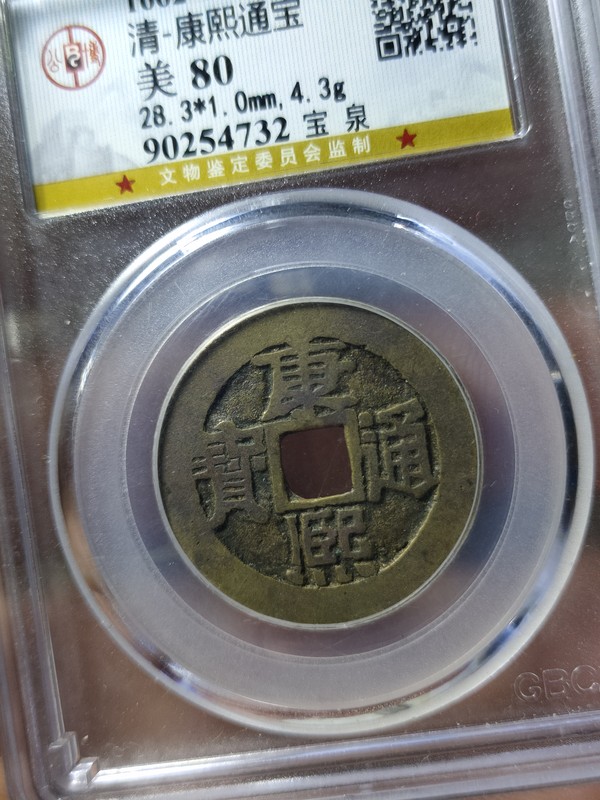 清-康熙通宝
美 80
28.3*1.0mm, 4.3g
90254732 宝 泉
文物鉴定委员会监制
康熙通寶
GBCA